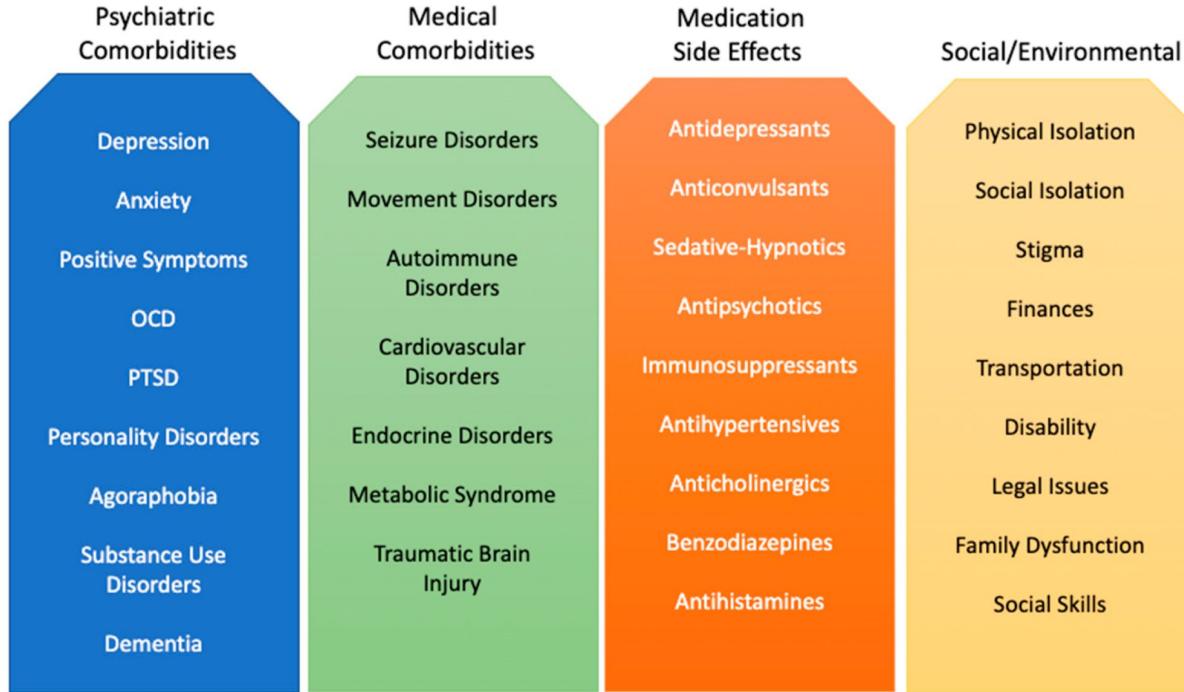 Psychiatric
Comorbidities
Depression
Anxiety
Positive Symptoms
OCD
PTSD
Personality Disorders
Agoraphobia
Substance Use
Disorders
Dementia
Medical
Comorbidities
Seizure Disorders
Movement Disorders
Autoimmune
Disorders
Cardiovascular
Disorders
Endocrine Disorders
Metabolic Syndrome
Traumatic Brain
Injury
Medication
Side Effects
Antidepressants
Anticonvulsants
Sedative-Hypnotics
Antipsychotics
Immunosuppressants
Antihypertensives
Anticholinergics
Benzodiazepines
Antihistamines
Social/Environmental
Physical Isolation
Social Isolation
Stigma
Finances
Transportation
Disability
Legal Issues
Family Dysfunction
Social Skills